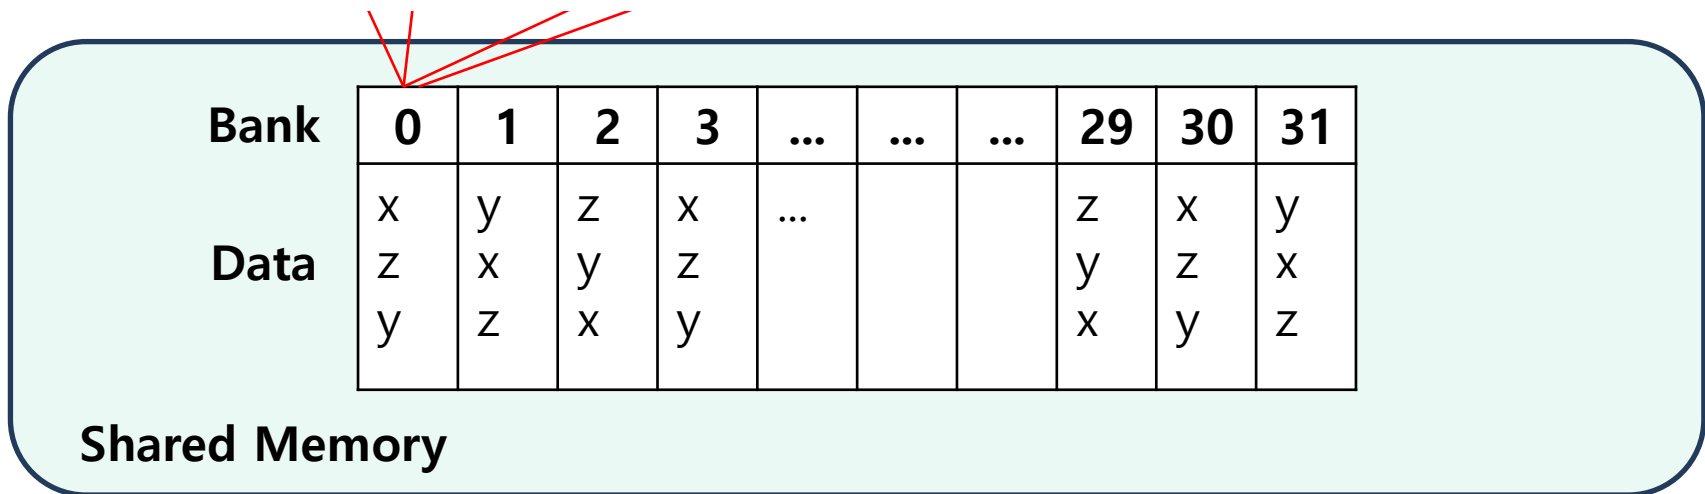 Bank 0 1 2 3 ... ... ... 29 30 31
x y z x ... z x y
Data z x y z y z x
y z x y x y z
Shared Memory